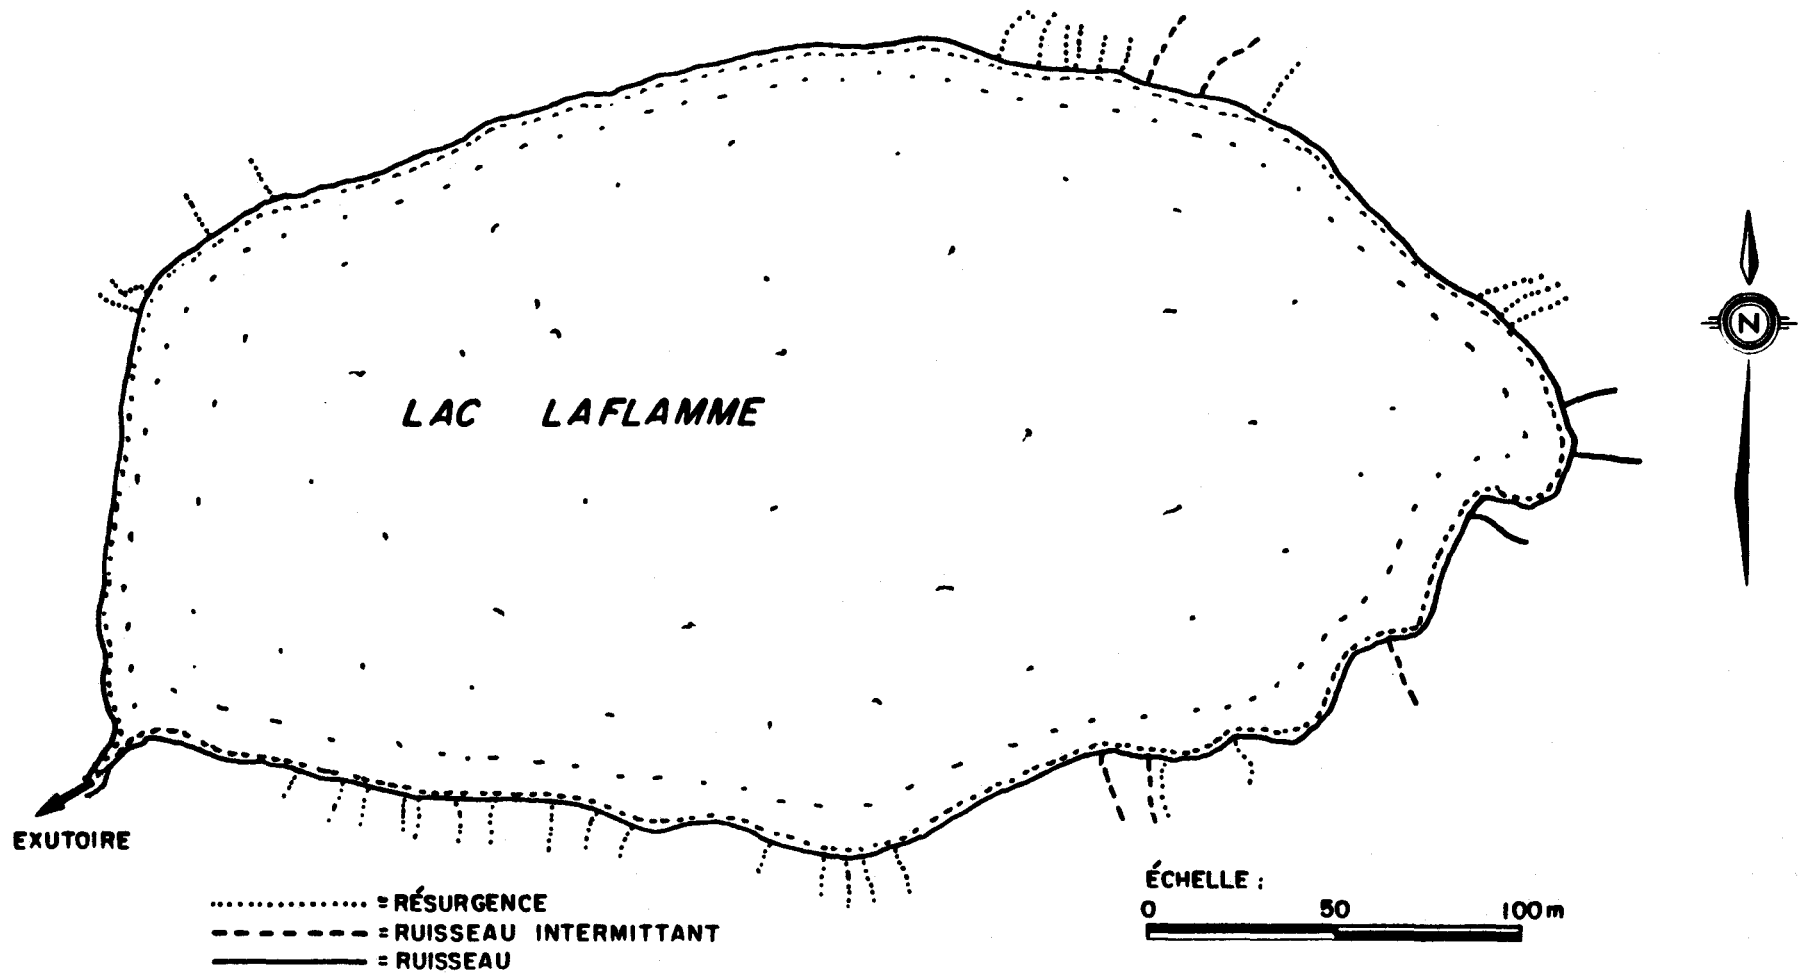 N
LAC LAFLAMME
EXUTOIRE
= RÉSURGENCE
= RUISSEAU INTERMITTANT
= RUISSEAU
ÉCHELLE :
0 50 100 m